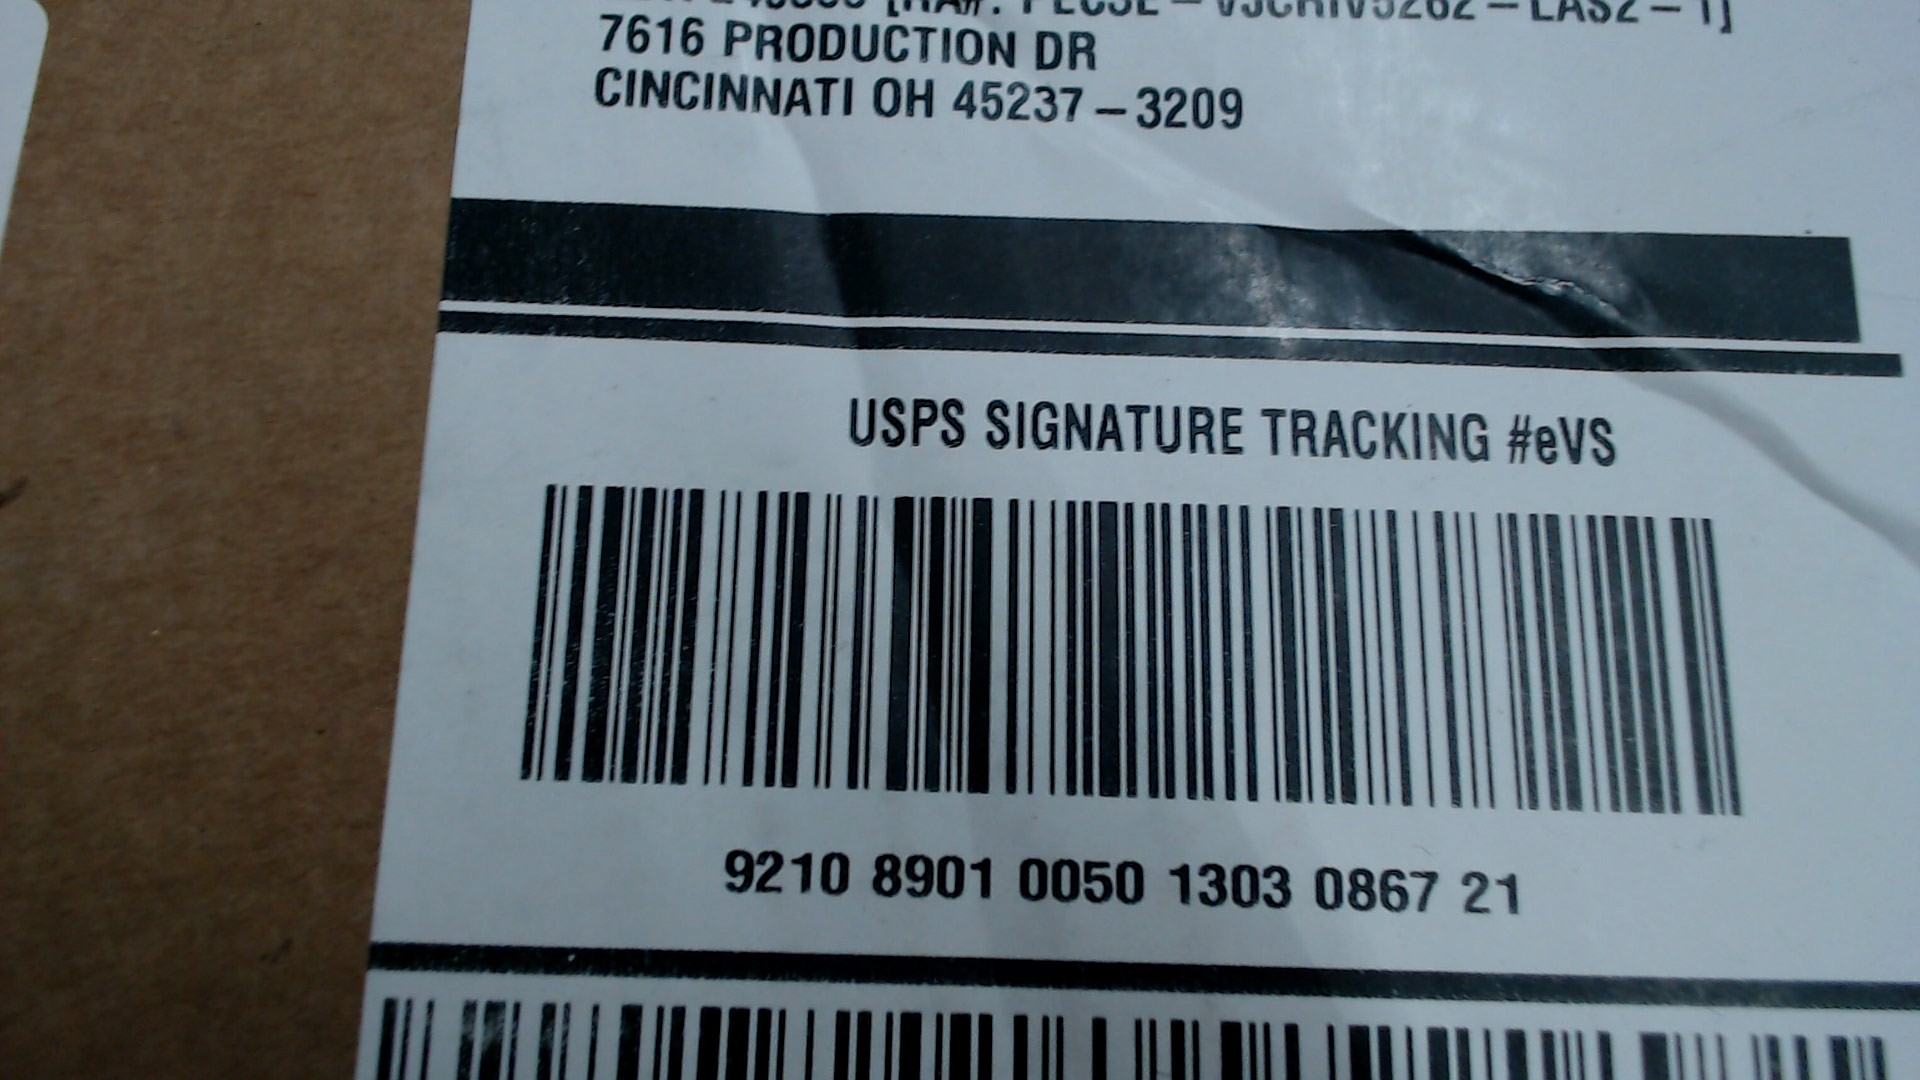 7616 PRODUCTION DR
CINCINNATI OH 45237-3209
USPS SIGNATURE TRACKING #eVS
9210 8901 0050 1303 0867 21